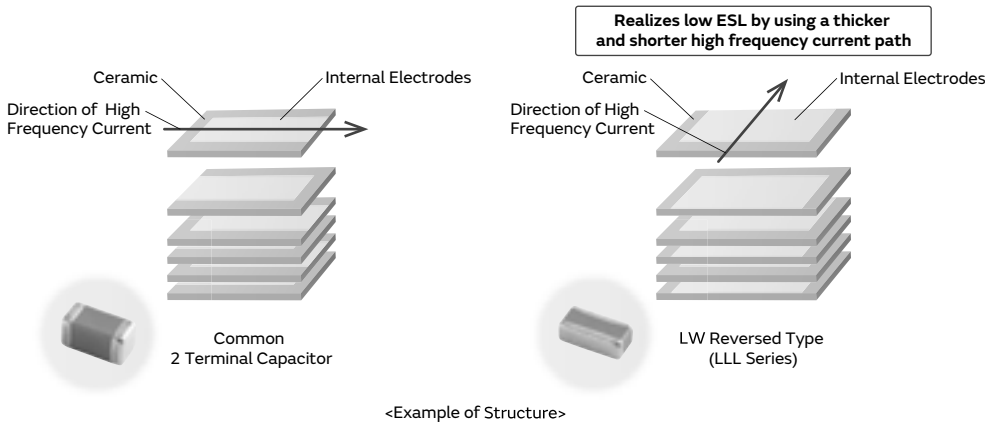 Realizes low ESL by using a thicker
and shorter high frequency current path
Ceramic
Internal Electrodes
Direction of High
Frequency Current
Common
2 Terminal Capacitor
Ceramic
Internal Electrodes
Direction of High
Frequency Current
LW Reversed Type
(LLL Series)
<Example of Structure>